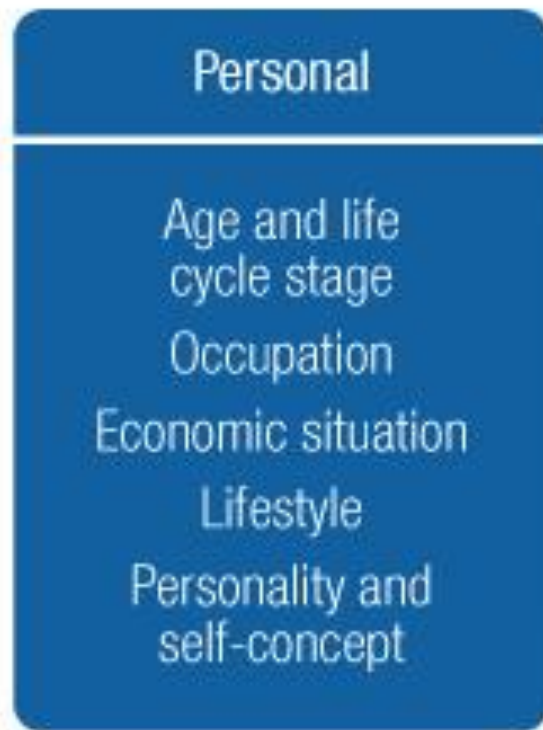 Personal
Age and life
cycle stage
Occupation
Economic situation
Lifestyle
Personality and
self-concept